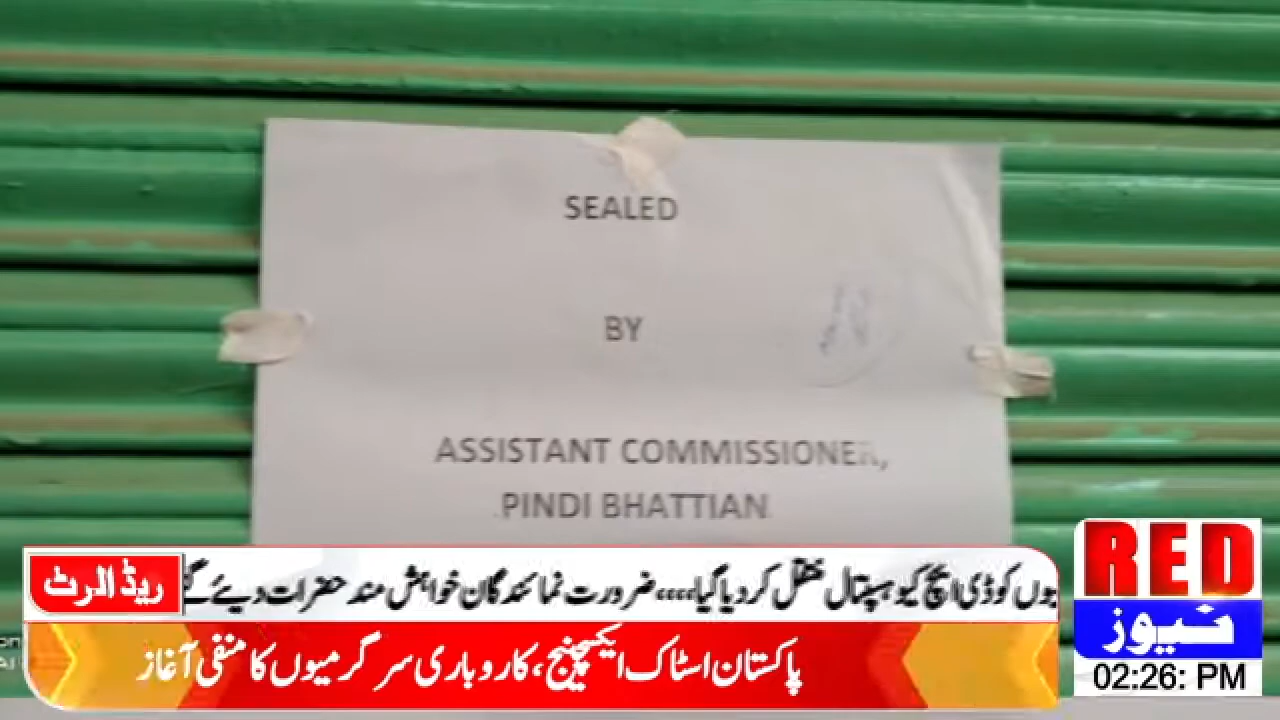 SEALED
BY
ASSISTANT COMMISSIONER,
PINDI BHATTIAN
ریڈ الرٹ
کو ڈی ایچ کیو ہسپتال منتقل کر دیا گیا،،،،، ضرورت نمائندگان خواہش مند حضرات دیے گئے
پاکستان اسٹاک ایکسچینج، کاروباری سرگرمیوں کا منفی آغاز
RED
نیوز
02:26: PM